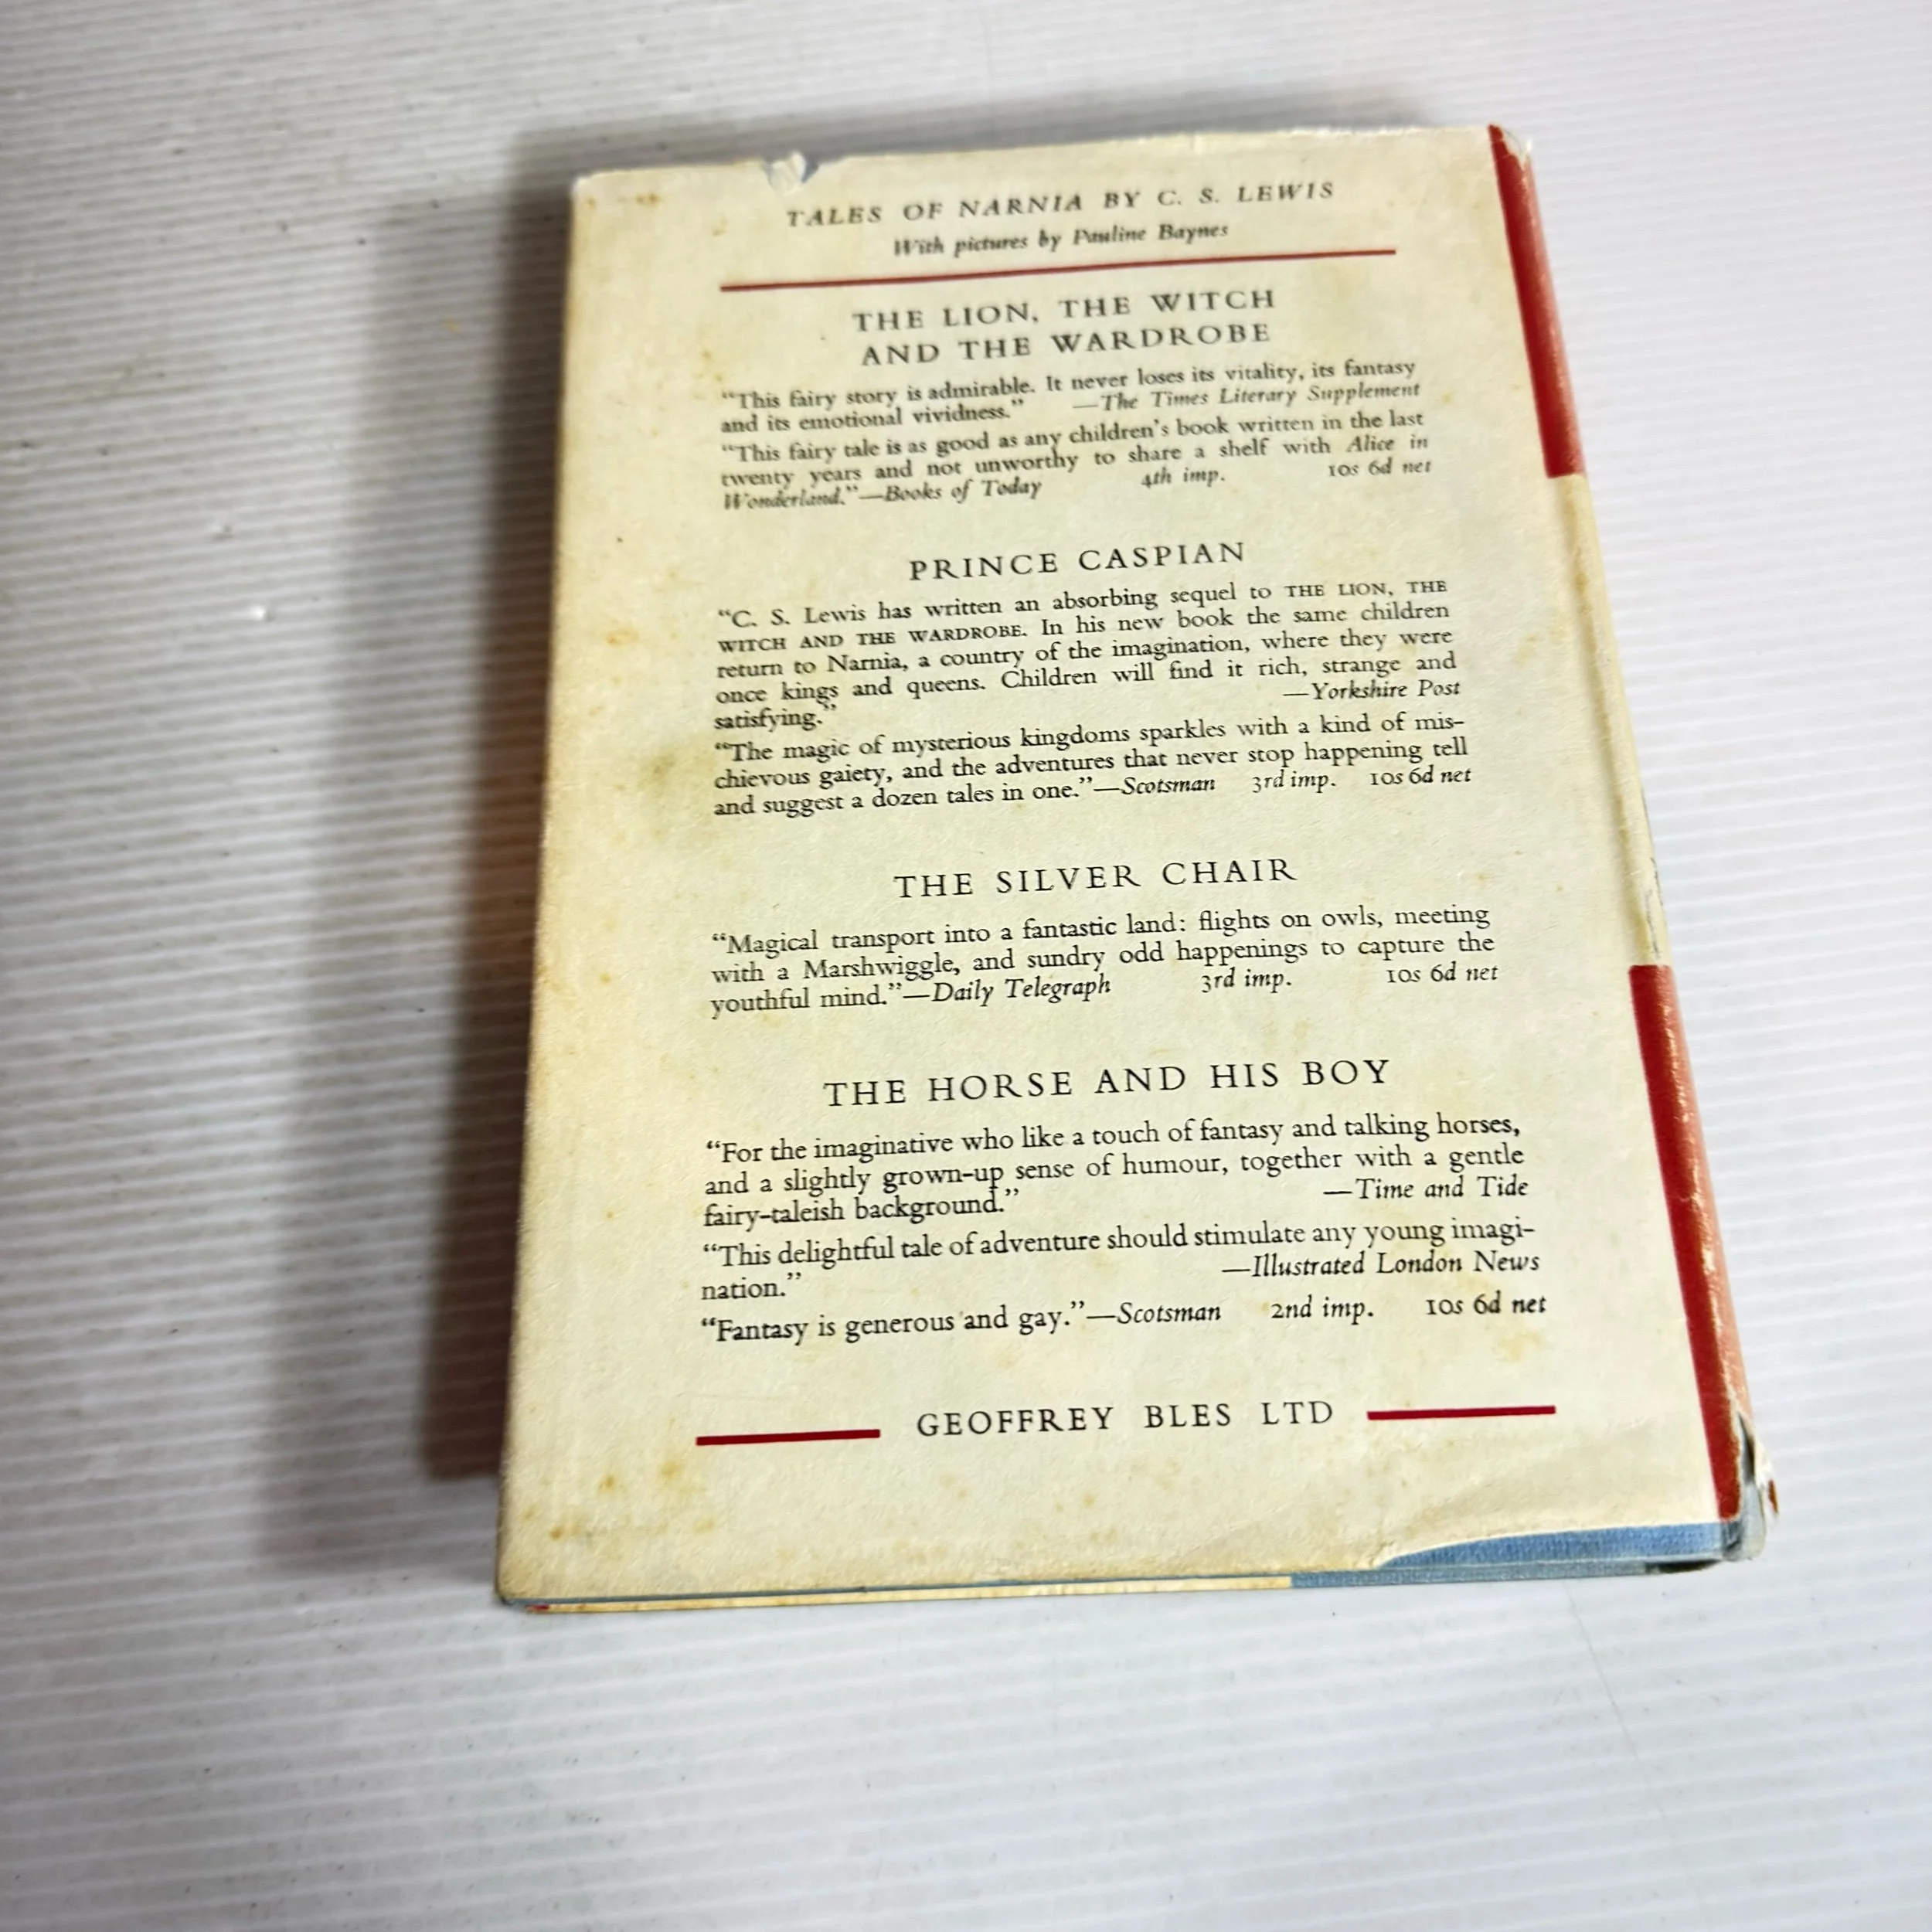 TALES OF NARNIA BY C. S. LEWIS
With pictures by Pauline Baynes
THE LION, THE WITCH
AND THE WARDROBE
“This fairy story is admirable. It never loses its vitality, its fantasy
and its emotional vividness.” —The Times Literary Supplement
“This fairy tale is as good as any children’s book written in the last
twenty years and not unworthy to share a shelf with Alice in
Wonderland.”—Books of Today 4th imp. 10s 6d net
PRINCE CASPIAN
“C. S. Lewis has written an absorbing sequel to THE LION, THE
WITCH AND THE WARDROBE. In his new book the same children
return to Narnia, a country of the imagination, where they were
once kings and queens. Children will find it rich, strange and
satisfying.” —Yorkshire Post
“The magic of mysterious kingdoms sparkles with a kind of mis-
chievous gaiety, and the adventures that never stop happening tell
and suggest a dozen tales in one.”—Scotsman 3rd imp. 10s 6d net
THE SILVER CHAIR
“Magical transport into a fantastic land: flights on owls, meeting
with a Marshwiggle, and sundry odd happenings to capture the
youthful mind.”—Daily Telegraph 3rd imp. 10s 6d net
THE HORSE AND HIS BOY
“For the imaginative who like a touch of fantasy and talking horses,
and a slightly grown-up sense of humour, together with a gentle
fairy-taleish background.” —Time and Tide
“This delightful tale of adventure should stimulate any young imagi-
nation.” —Illustrated London News
“Fantasy is generous and gay.”—Scotsman 2nd imp. 10s 6d net
GEOFFREY BLES LTD